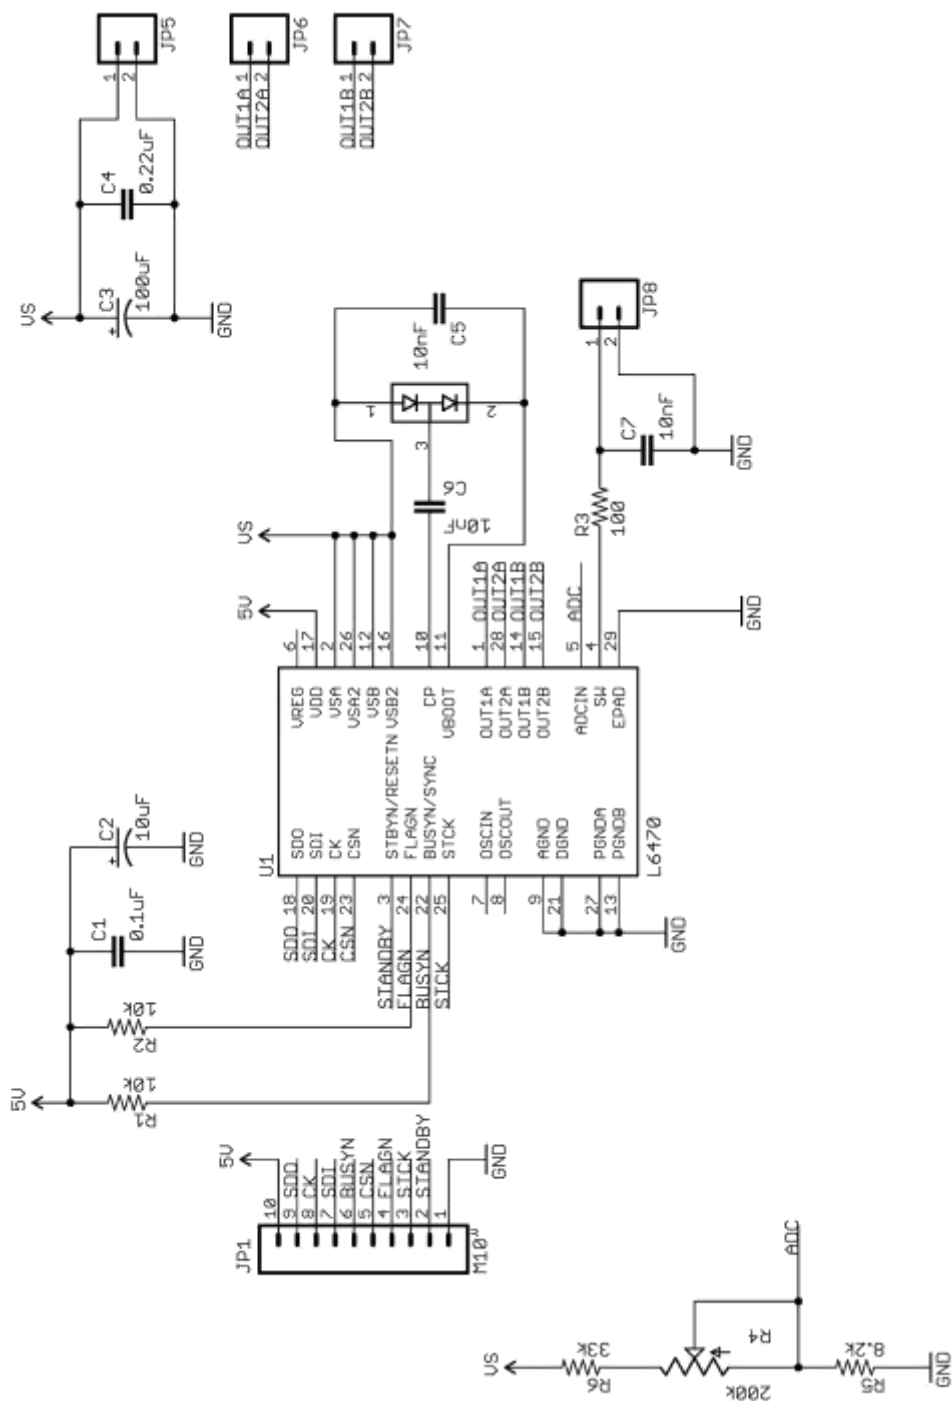 VS
C3
100uF
C4
0.22uF
+
GND
1
2
JP5
OUT1A 1
OUT2A 2
JP6
OUT1B 1
OUT2B 2
JP7
5V
R1
10k
R2
10k
C1
0.1uF
GND
C2
10uF
+
GND
5V
VS
U1
SDO 18 SDO
SDI 20 SDI
CK 19 CK
CSN 23 CSN
STANDBY 3 STBYN/RESETN
FLAGN 24 FLAGN
BUSYN 22 BUSYN/SYNC
STCK 25 STCK
7 OSCIN
8 OSCOUT
9 AGND
21 DGND
27 PGNDA
13 PGNDB
GND
VREG 6
VDD 17
VSA 2
VSA2 26
VSB 12
VSB2 16
CP 10
VBOOT 11
OUT1A 1 OUT1A
OUT2A 28 OUT2A
OUT1B 14 OUT1B
OUT2B 15 OUT2B
ADCIN 5 ADC
SW 4
EPAD 29
L6470
GND
C6
10nF
1
3
2
10nF
C5
R3
100
C7
10nF
GND
1
2
JP8
JP1
5V
10
9 SDO
8 CK
7 SDI
6 BUSYN
5 CSN
4 FLAGN
3 STCK
2 STANDBY
1
GND
M10"
VS
R6
33k
200k
R4
ADC
R5
8.2k
GND